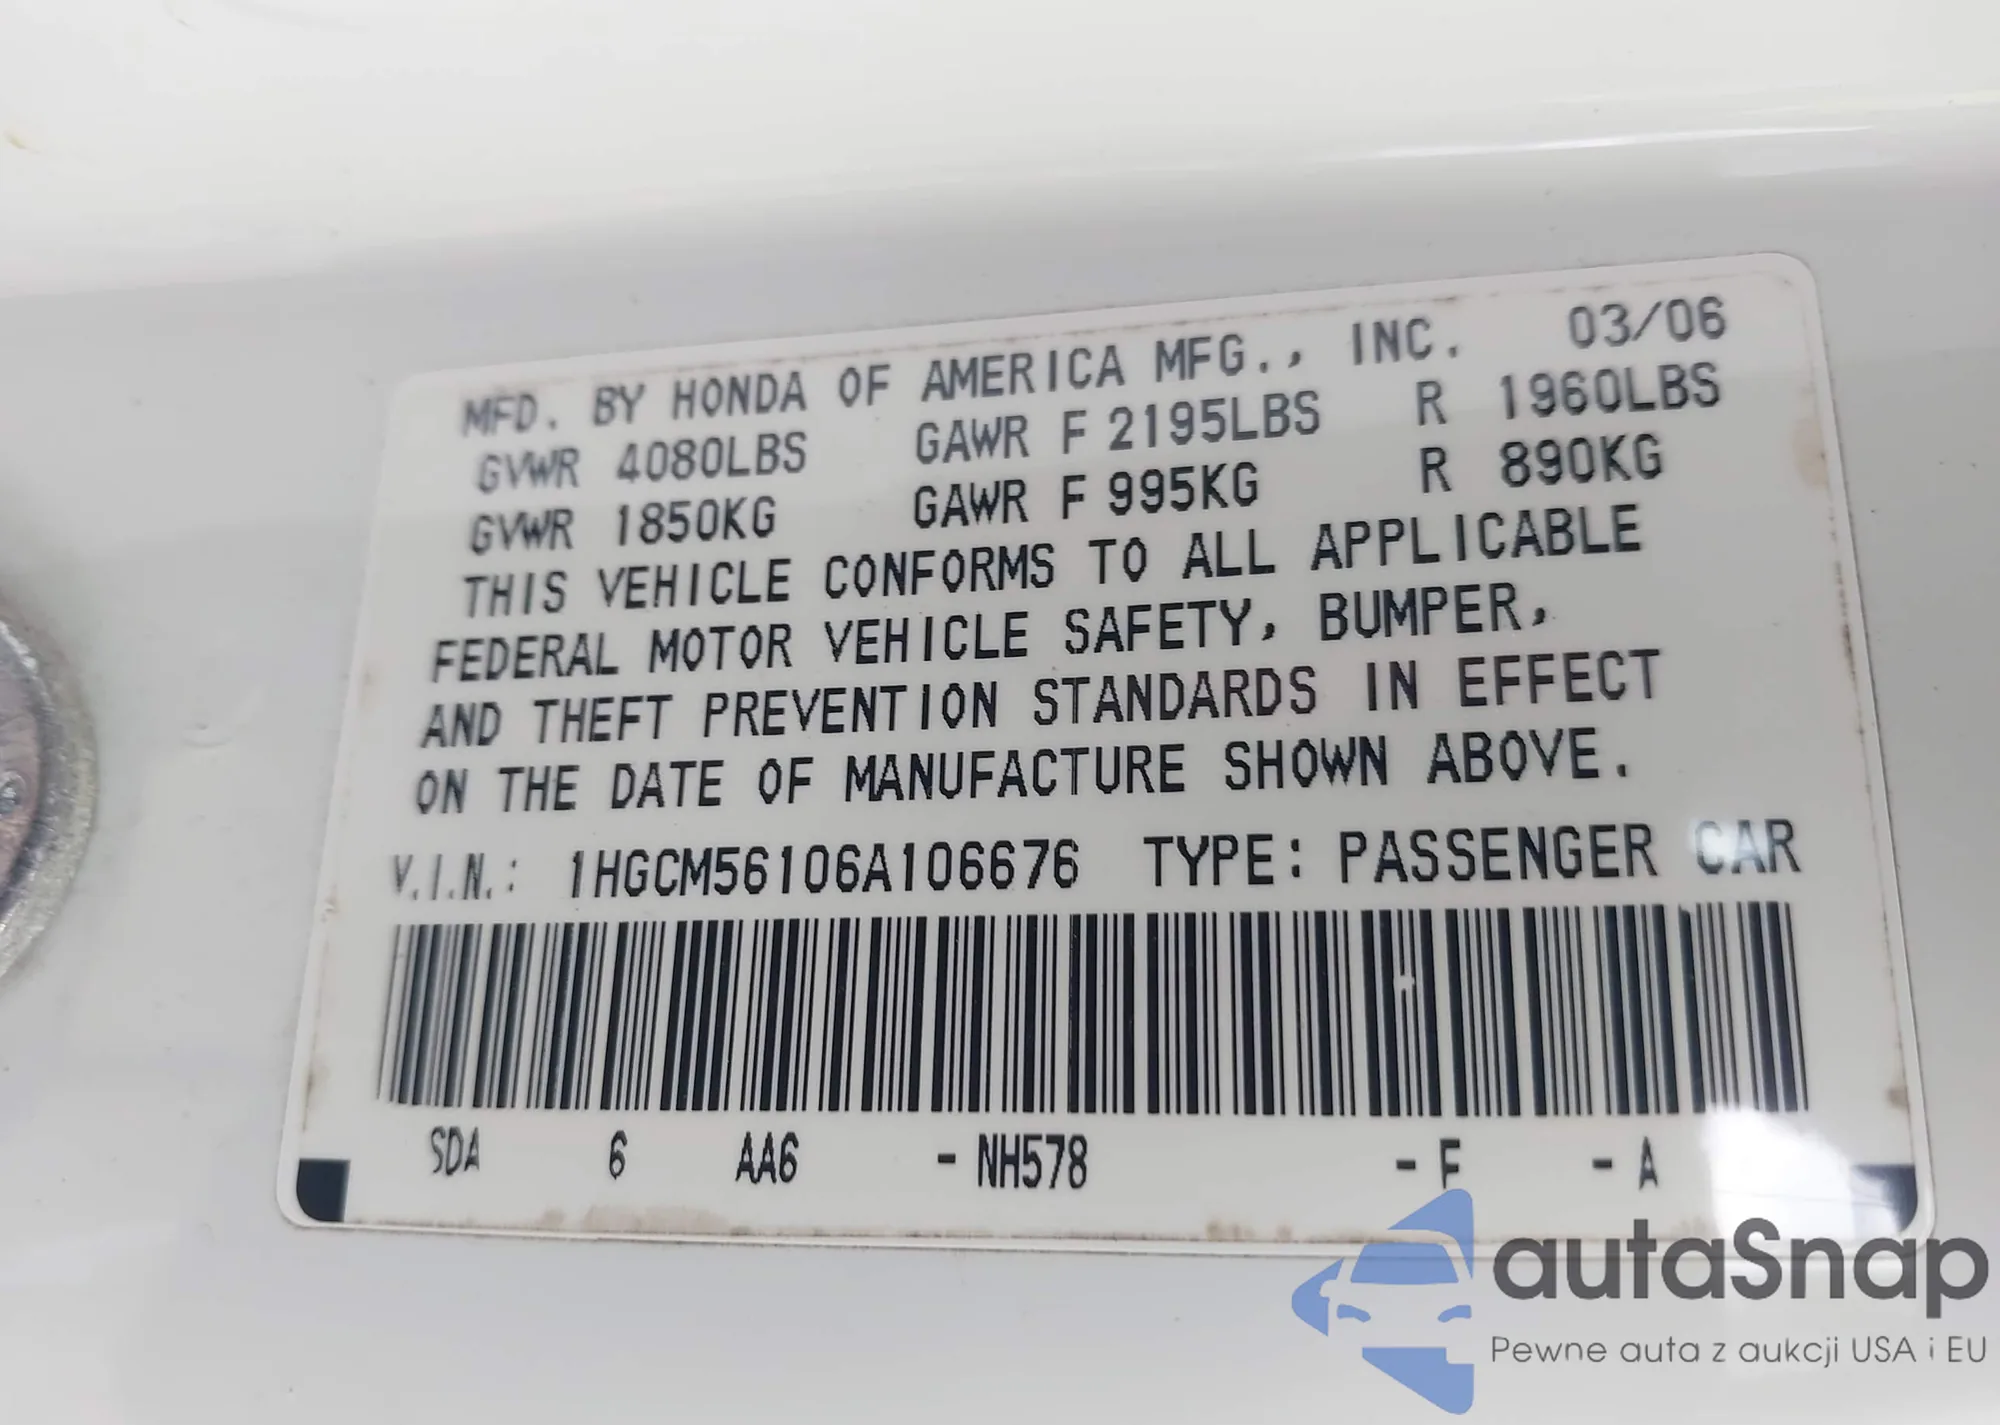 MFD. BY HONDA OF AMERICA MFG., INC. 03/06
GVWR 4080LBS GAWR F 2195LBS R 1960LBS
GVWR 1850KG GAWR F 995KG R 890KG
THIS VEHICLE CONFORMS TO ALL APPLICABLE
FEDERAL MOTOR VEHICLE SAFETY, BUMPER,
AND THEFT PREVENTION STANDARDS IN EFFECT
ON THE DATE OF MANUFACTURE SHOWN ABOVE.
V.I.N.: 1HGCM56106A106676 TYPE: PASSENGER CAR
SDA 6 AA6 - NH578 - F - A
autaSnap
Pewne auta z aukcji USA i EU